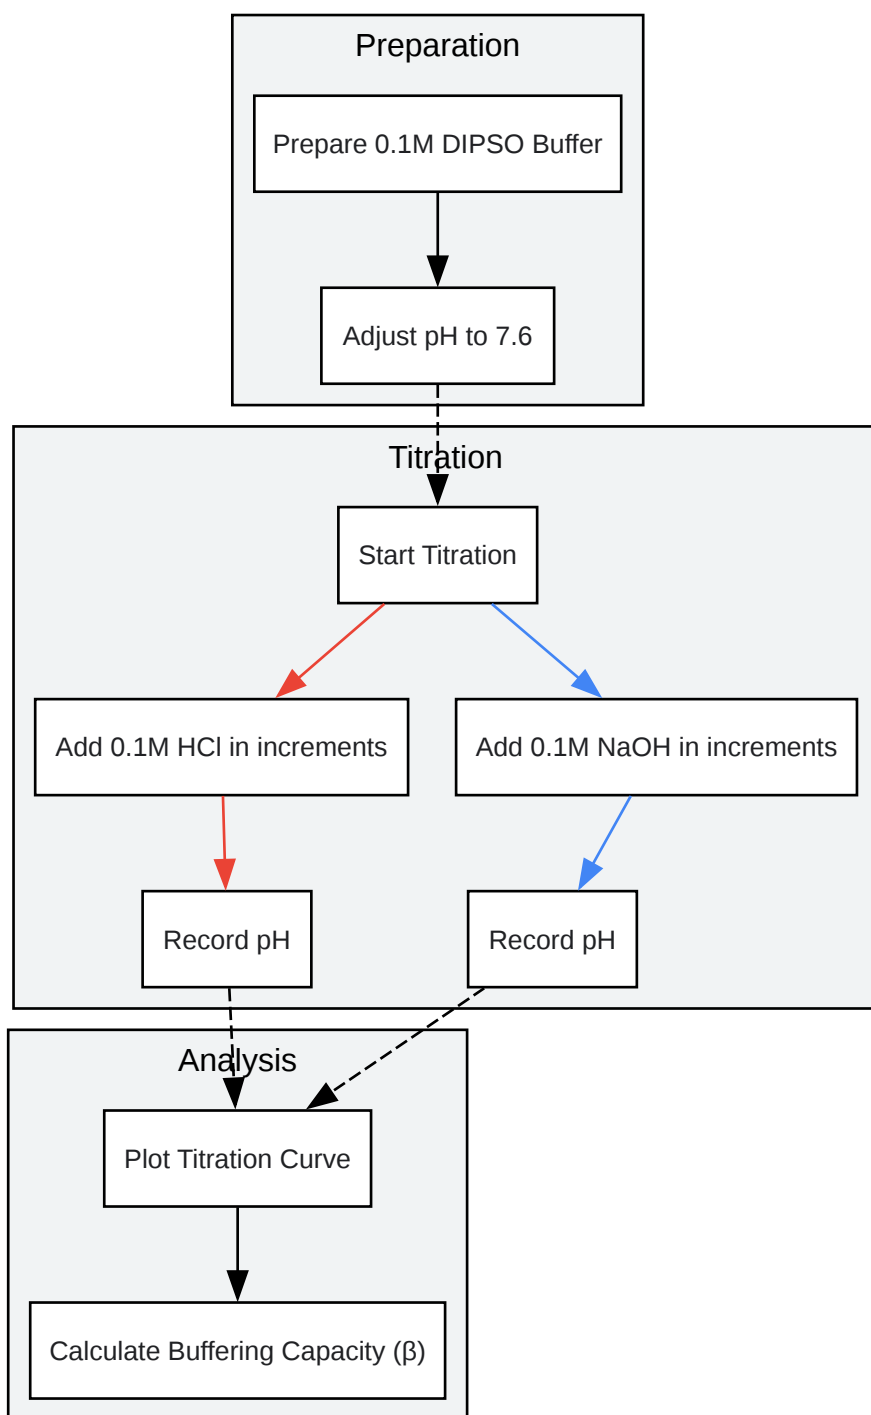 Preparation
Prepare 0.1M DIPSO Buffer
Adjust pH to 7.6
Titration
Start Titration
Add 0.1M HCl in increments
Add 0.1M NaOH in increments
Record pH
Record pH
Analysis
Plot Titration Curve
Calculate Buffering Capacity (β)